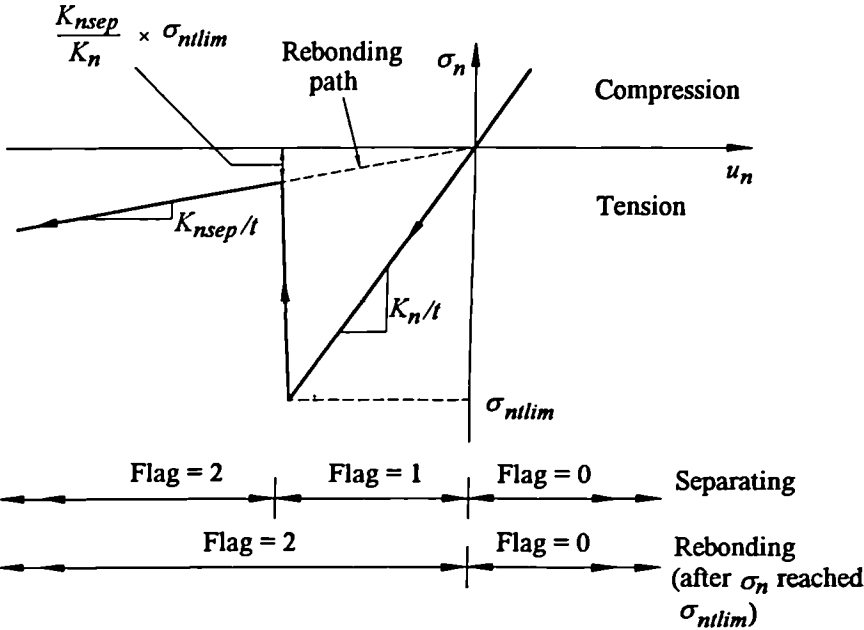 K_nsep / K_n × σ_ntlim
Rebonding
path
σ_n
Compression
u_n
Tension
K_nsep/t
K_n/t
σ_ntlim
Flag = 2 Flag = 1 Flag = 0 Separating
Flag = 2 Flag = 0 Rebonding
(after σ_n reached
σ_ntlim)